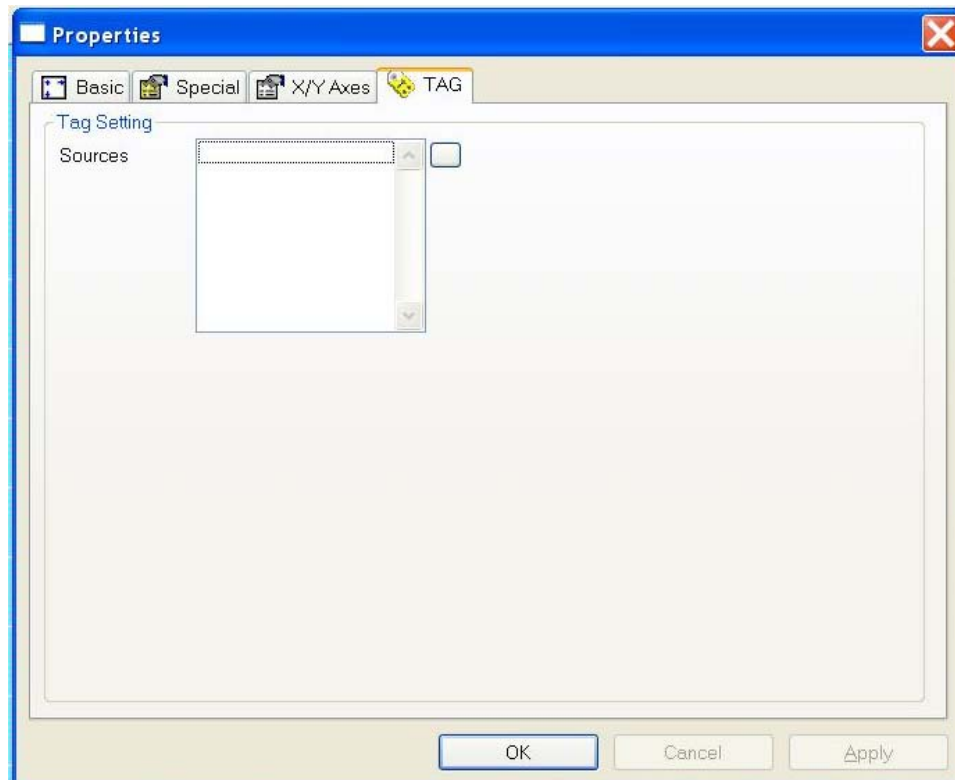 Properties
Basic Special X/Y Axes TAG
Tag Setting
Sources
OK Cancel Apply